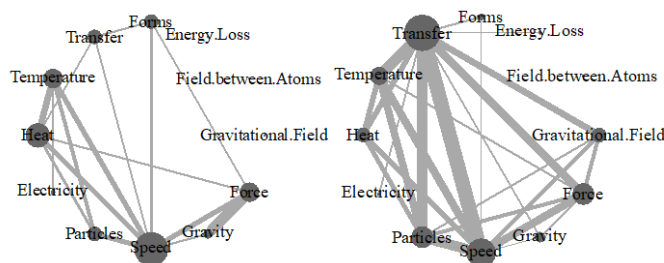 Forms
Transfer
Energy.Loss
Temperature
Field.between.Atoms
Heat
Gravitational.Field
Electricity
Force
Particles
Gravity
Speed
Forms
Transfer
Energy.Loss
Temperature
Field.between.Atoms
Heat
Gravitational.Field
Electricity
Force
Particles
Gravity
Speed